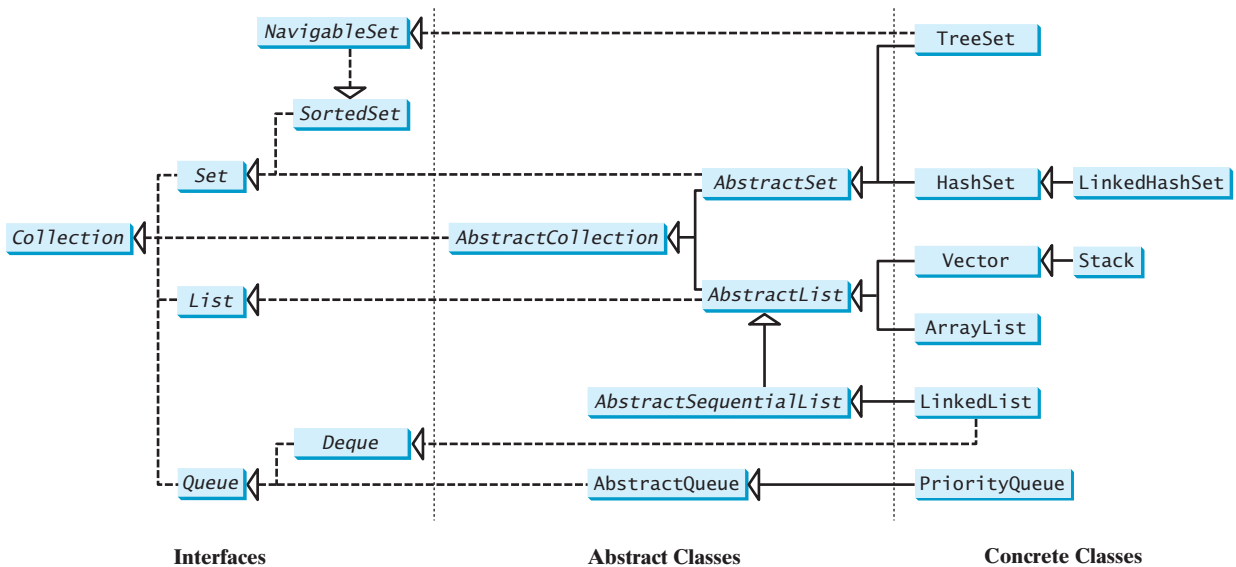 NavigableSet
TreeSet
SortedSet
Set
AbstractSet
HashSet
LinkedHashSet
Collection
AbstractCollection
Vector
Stack
List
AbstractList
ArrayList
AbstractSequentialList
LinkedList
Deque
Queue
AbstractQueue
PriorityQueue
Interfaces
Abstract Classes
Concrete Classes